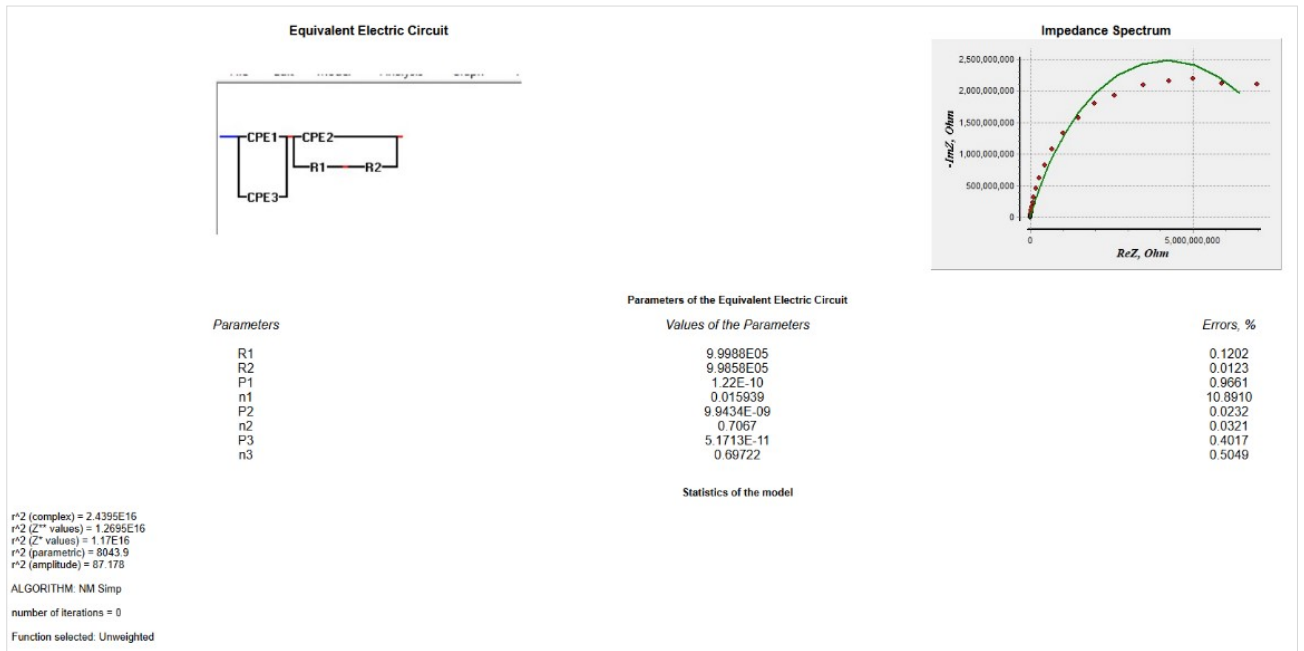 Equivalent Electric Circuit
Impedance Spectrum
CPE1
CPE2
R1
R2
CPE3
2,500,000,000
2,000,000,000
1,500,000,000
1,000,000,000
500,000,000
0
-ImZ, Ohm
0
5,000,000,000
ReZ, Ohm
Parameters of the Equivalent Electric Circuit
Parameters Values of the Parameters Errors, %
R1 9.9988E05 0.1202
R2 9.9858E05 0.0123
P1 1.22E-10 0.9661
n1 0.015939 10.8910
P2 9.9434E-09 0.0232
n2 0.7067 0.0321
P3 5.1713E-11 0.4017
n3 0.69722 0.5049
Statistics of the model
r^2 (complex) = 2.4395E16
r^2 (Z'' values) = 1.2695E16
r^2 (Z' values) = 1.17E16
r^2 (parametric) = 8043.9
r^2 (amplitude) = 87.178
ALGORITHM: NM Simp
number of iterations = 0
Function selected: Unweighted